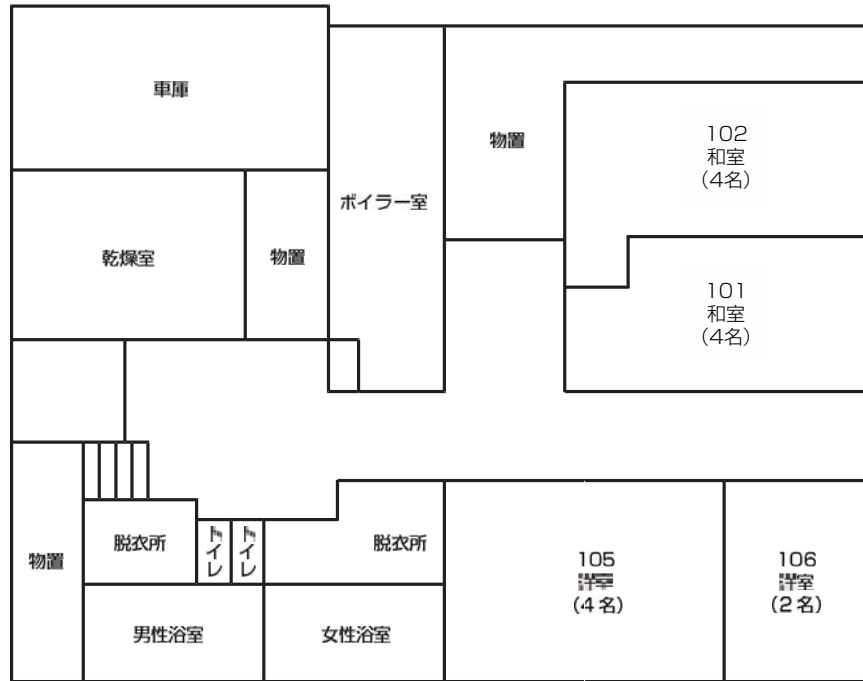 車庫
物置
102
和室
(4名)
ボイラー室
乾燥室
物置
101
和室
(4名)
物置
脱衣所
トイレ
トイレ
脱衣所
105
洋室
(4名)
106
洋室
(2名)
男性浴室
女性浴室